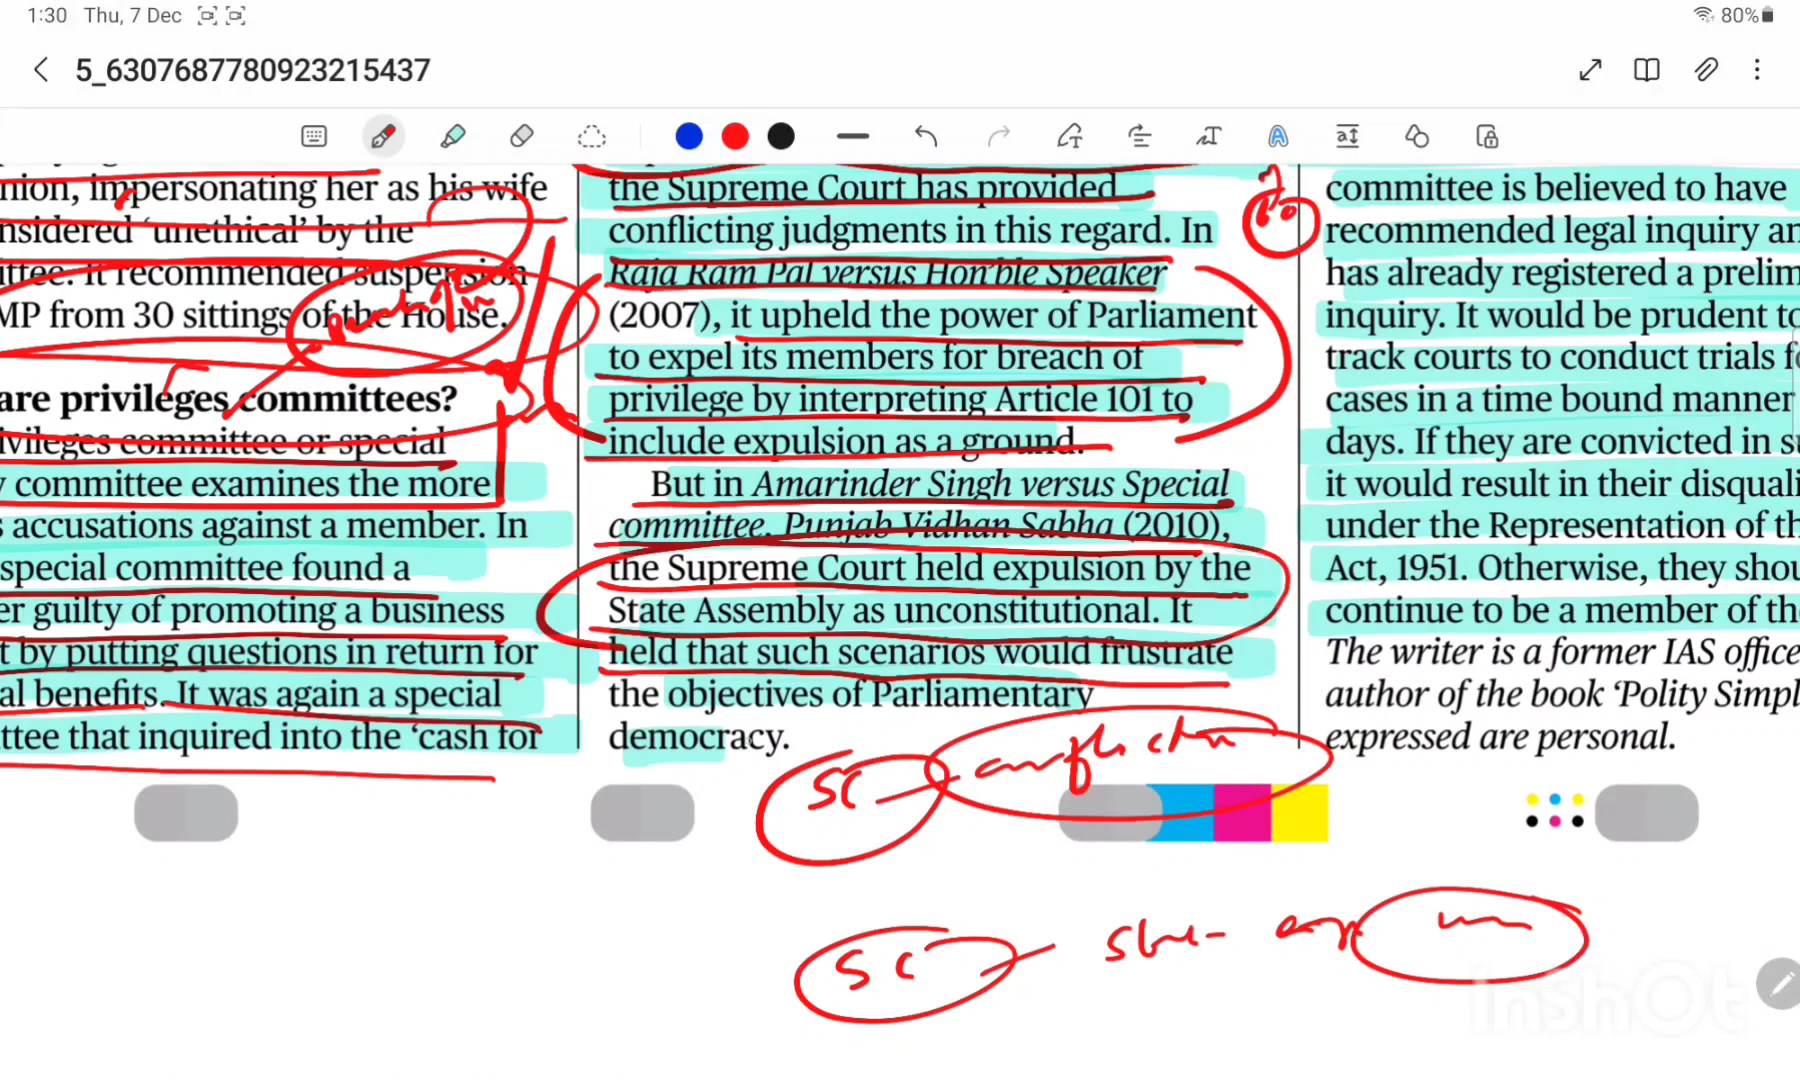 1:30 Thu, 7 Dec
80%
5_6307687780923215437
nion, impersonating her as his wife
nsidered 'unethical' by the
ittee. It recommended suspension
MP from 30 sittings of the House.
are privileges committees?
ivileges committee or special
y committee examines the more
s accusations against a member. In
special committee found a
er guilty of promoting a business
t by putting questions in return for
al benefits. It was again a special
ttee that inquired into the 'cash for
the Supreme Court has provided
conflicting judgments in this regard. In
Raja Ram Pal versus Hon'ble Speaker
(2007), it upheld the power of Parliament
to expel its members for breach of
privilege by interpreting Article 101 to
include expulsion as a ground.
But in Amarinder Singh versus Special
committee, Punjab Vidhan Sabha (2010),
the Supreme Court held expulsion by the
State Assembly as unconstitutional. It
held that such scenarios would frustrate
the objectives of Parliamentary
democracy.
committee is believed to have
recommended legal inquiry an
has already registered a prelim
inquiry. It would be prudent to
track courts to conduct trials fo
cases in a time bound manner
days. If they are convicted in su
it would result in their disquali
under the Representation of th
Act, 1951. Otherwise, they shou
continue to be a member of the
The writer is a former IAS office
author of the book 'Polity Simpl
expressed are personal.
SC
SC
InShOt